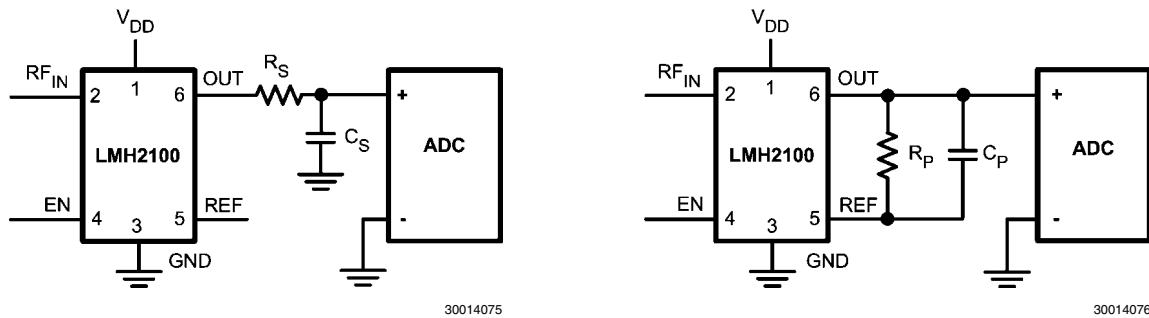 VDD
RS
RFIN
OUT
1
2
6
+
LMH2100
CS
ADC
EN
REF
4
5
-
3
GND
30014075
VDD
RFIN
OUT
1
2
6
+
LMH2100
RP
CP
ADC
EN
REF
4
5
-
3
GND
30014076